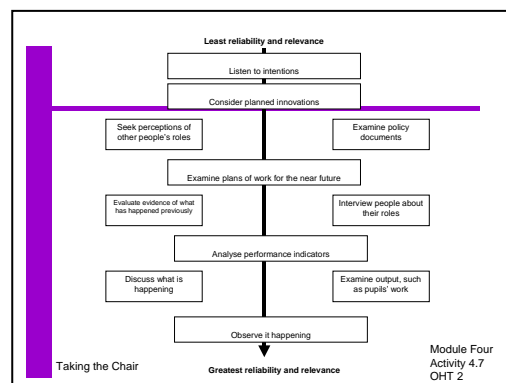 Least reliability and relevance
Listen to intentions
Consider planned innovations
Seek perceptions of
other people's roles
Examine policy
documents
Examine plans of work for the near future
Evaluate evidence of what
has happened previously
Interview people about
their roles
Analyse performance indicators
Discuss what is
happening
Examine output, such
as pupils' work
Observe it happening
Greatest reliability and relevance
Taking the Chair
Module Four
Activity 4.7
OHT 2